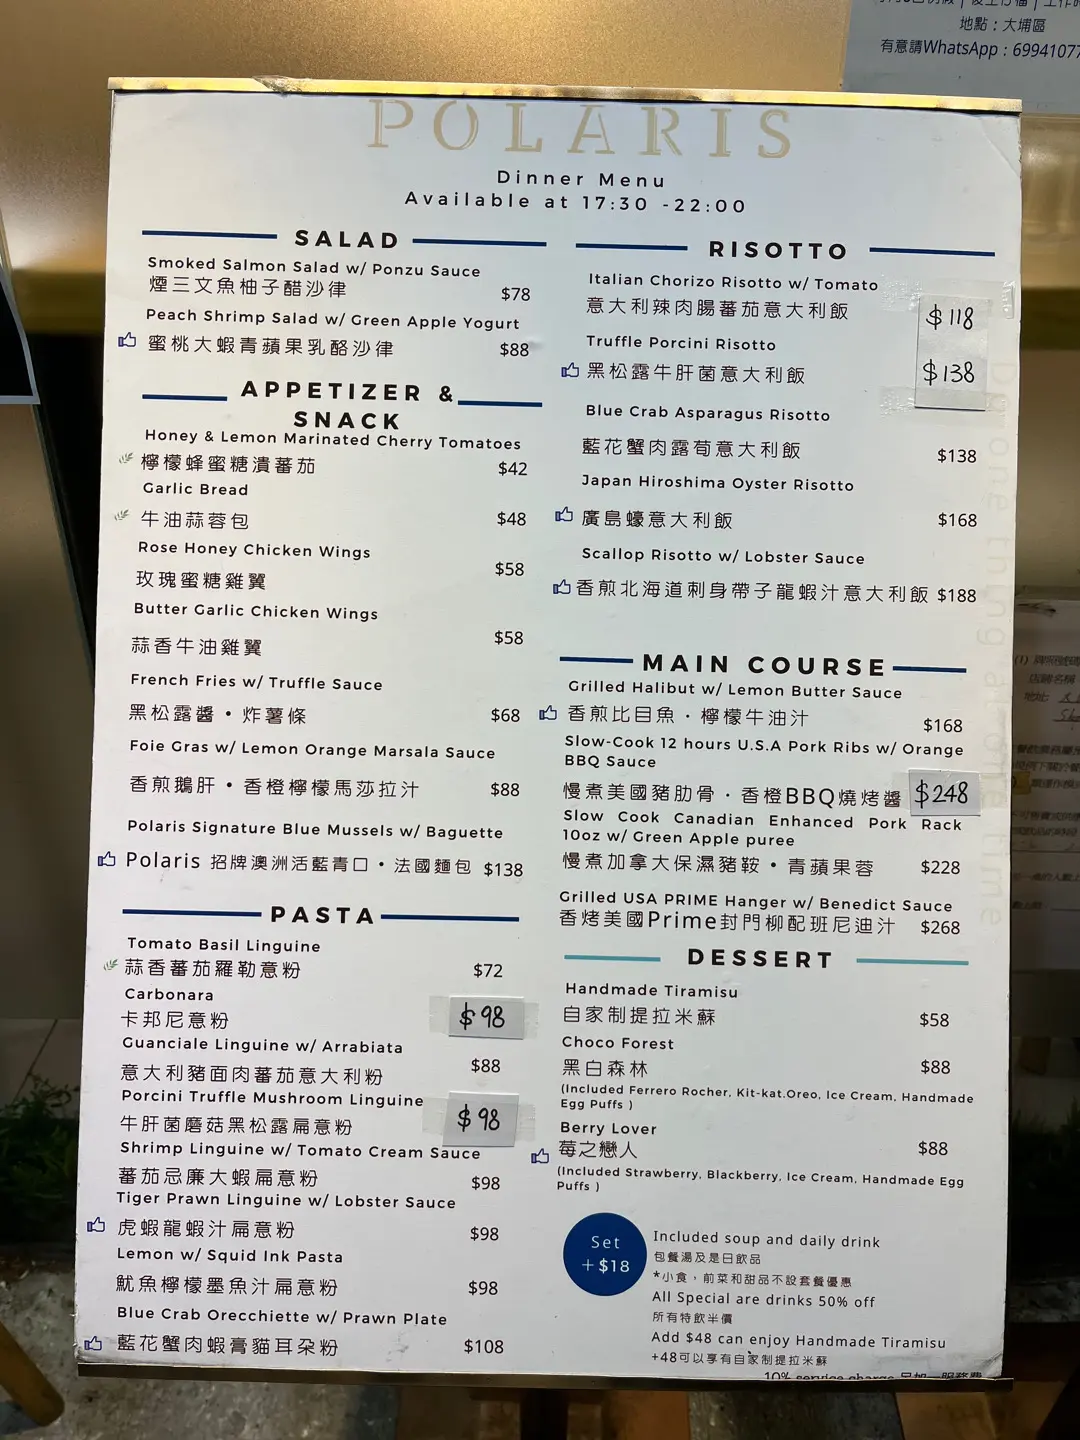 地點：大埔區
有意請WhatsApp：69941077
POLARIS
Dinner Menu
Available at 17:30 -22:00
SALAD
Smoked Salmon Salad w/ Ponzu Sauce
煙三文魚柚子醋沙律 $78
Peach Shrimp Salad w/ Green Apple Yogurt
蜜桃大蝦青蘋果乳酪沙律 $88
APPETIZER &
SNACK
Honey & Lemon Marinated Cherry Tomatoes
檸檬蜂蜜糖漬蕃茄 $42
Garlic Bread
牛油蒜蓉包 $48
Rose Honey Chicken Wings
玫瑰蜜糖雞翼 $58
Butter Garlic Chicken Wings
蒜香牛油雞翼 $58
French Fries w/ Truffle Sauce
黑松露醬・炸薯條 $68
Foie Gras w/ Lemon Orange Marsala Sauce
香煎鵝肝・香橙檸檬馬莎拉汁 $88
Polaris Signature Blue Mussels w/ Baguette
Polaris 招牌澳洲活藍青口・法國麵包 $138
PASTA
Tomato Basil Linguine
蒜香蕃茄羅勒意粉 $72
Carbonara
卡邦尼意粉 $98
Guanciale Linguine w/ Arrabiata
意大利豬面肉蕃茄意大利粉 $88
Porcini Truffle Mushroom Linguine
牛肝菌磨菇黑松露扁意粉 $98
Shrimp Linguine w/ Tomato Cream Sauce
蕃茄忌廉大蝦扁意粉 $98
Tiger Prawn Linguine w/ Lobster Sauce
虎蝦龍蝦汁扁意粉 $98
Lemon w/ Squid Ink Pasta
魷魚檸檬墨魚汁扁意粉 $98
Blue Crab Orecchiette w/ Prawn Plate
藍花蟹肉蝦膏貓耳朵粉 $108
RISOTTO
Italian Chorizo Risotto w/ Tomato
意大利辣肉腸蕃茄意大利飯 $118
Truffle Porcini Risotto
黑松露牛肝菌意大利飯 $138
Blue Crab Asparagus Risotto
藍花蟹肉露荀意大利飯 $138
Japan Hiroshima Oyster Risotto
廣島蠔意大利飯 $168
Scallop Risotto w/ Lobster Sauce
香煎北海道刺身帶子龍蝦汁意大利飯 $188
MAIN COURSE
Grilled Halibut w/ Lemon Butter Sauce
香煎比目魚・檸檬牛油汁 $168
Slow-Cook 12 hours U.S.A Pork Ribs w/ Orange
BBQ Sauce
慢煮美國豬肋骨・香橙BBQ燒烤醬 $248
Slow Cook Canadian Enhanced Pork Rack
10oz w/ Green Apple puree
慢煮加拿大保濕豬鞍・青蘋果蓉 $228
Grilled USA PRIME Hanger w/ Benedict Sauce
香烤美國Prime封門柳配班尼迪汁 $268
DESSERT
Handmade Tiramisu
自家制提拉米蘇 $58
Choco Forest
黑白森林 $88
(Included Ferrero Rocher, Kit-kat.Oreo, Ice Cream, Handmade
Egg Puffs )
Berry Lover
莓之戀人 $88
(Included Strawberry, Blackberry, Ice Cream, Handmade Egg
Puffs )
Set
+$18
Included soup and daily drink
包餐湯及是日飲品
*小食，前菜和甜品不設套餐優惠
All Special are drinks 50% off
所有特飲半價
Add $48 can enjoy Handmade Tiramisu
+48可以享有自家制提拉米蘇
10% service charge 另加一服務費